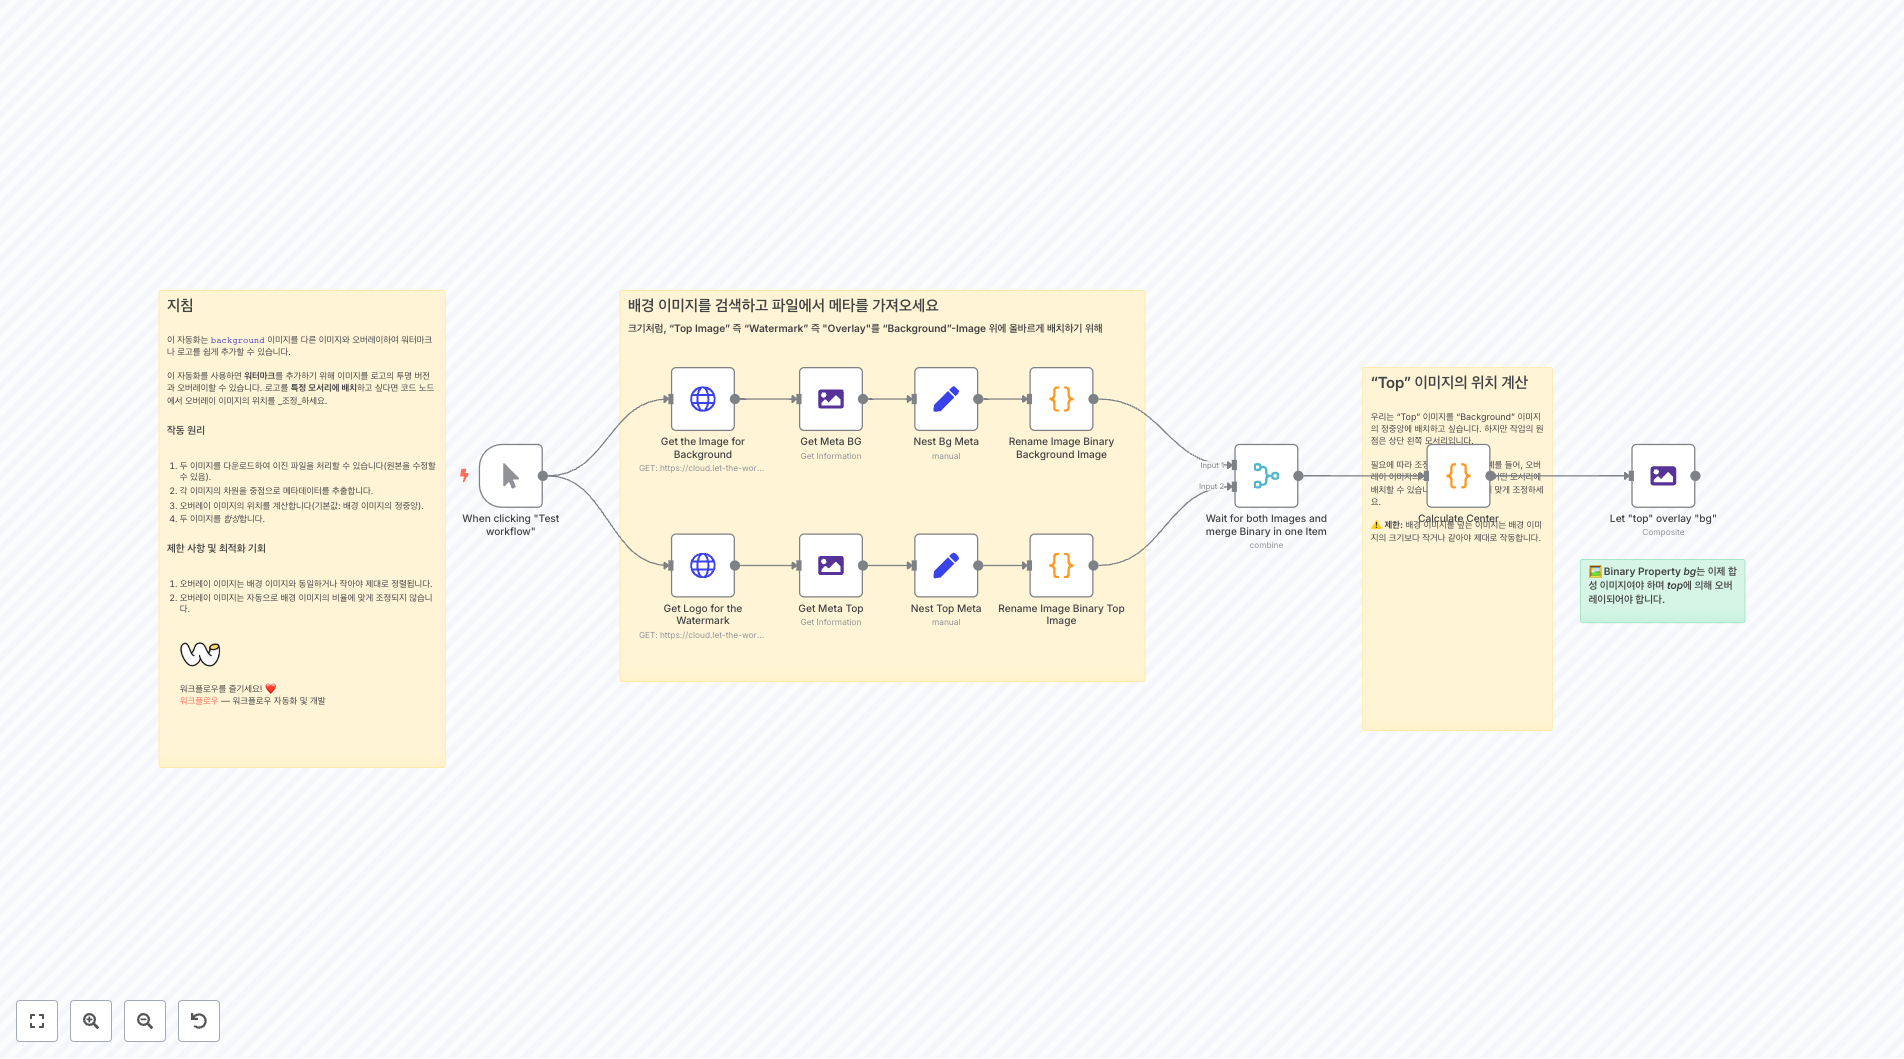 지침
이 자동화는 background 이미지를 다른 이미지와 오버레이하여 워터마크
나 로고를 쉽게 추가할 수 있습니다.
이 자동화를 사용하면 워터마크를 추가하기 위해 이미지를 로고의 투명 버전
과 오버레이할 수 있습니다. 로고를 특정 모서리에 배치하고 싶다면 코드 노드
에서 오버레이 이미지의 위치를 _조정_하세요.
작동 원리
1. 두 이미지를 다운로드하여 이진 파일을 처리할 수 있습니다(원본을 수정할
수 있음).
2. 각 이미지의 차원을 중점으로 메타데이터를 추출합니다.
3. 오버레이 이미지의 위치를 계산합니다(기본값: 배경 이미지의 정중앙).
4. 두 이미지를 합성합니다.
제한 사항 및 최적화 기회
1. 오버레이 이미지는 배경 이미지와 동일하거나 작아야 제대로 정렬됩니다.
2. 오버레이 이미지는 자동으로 배경 이미지의 비율에 맞게 조정되지 않습니
다.
워크플로우를 즐기세요! ❤️
워크플로우 — 워크플로우 자동화 및 개발
When clicking "Test
workflow"
배경 이미지를 검색하고 파일에서 메타를 가져오세요
크기처럼, “Top Image” 즉 “Watermark” 즉 "Overlay"를 “Background”-Image 위에 올바르게 배치하기 위해
Get the Image for
Background
GET: https://cloud.let-the-wor...
Get Meta BG
Get Information
Nest Bg Meta
manual
Rename Image Binary
Background Image
Get Logo for the
Watermark
GET: https://cloud.let-the-wor...
Get Meta Top
Get Information
Nest Top Meta
manual
Rename Image Binary Top
Image
Input 1
Input 2
Wait for both Images and
merge Binary in one Item
combine
“Top” 이미지의 위치 계산
우리는 “Top” 이미지를 “Background” 이미지
의 정중앙에 배치하고 싶습니다. 하지만 작업의 원
점은 상단 왼쪽 모서리입니다.
필요에 따라 예를 들어, 오버
레이 모서리에
배치할 수 맞게 조정하세
요.
Calculate Center
⚠️ 제한: 배경 이미지를 덮는 이미지는 배경 이미
지의 크기보다 작거나 같아야 제대로 작동합니다.
Let "top" overlay "bg"
Composite
🖼️ Binary Property bg는 이제 합
성 이미지여야 하며 top에 의해 오버
레이되어야 합니다.